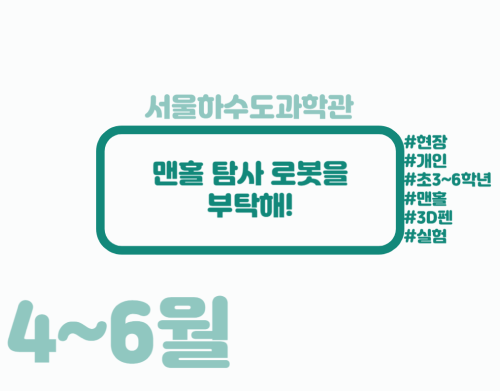 서울하수도과학관
맨홀 탐사 로봇을
부탁해!
#현장
#개인
#초3~6학년
#맨홀
#3D펜
#실험
4~6월